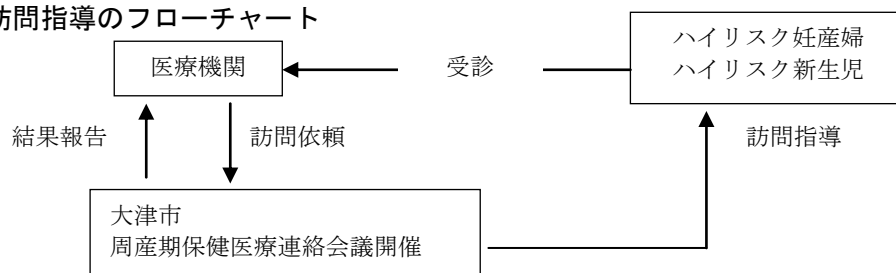 訪問指導のフローチャート
ハイリスク妊産婦
ハイリスク新生児
医療機関
受診
結果報告
訪問依頼
訪問指導
大津市
周産期保健医療連絡会議開催